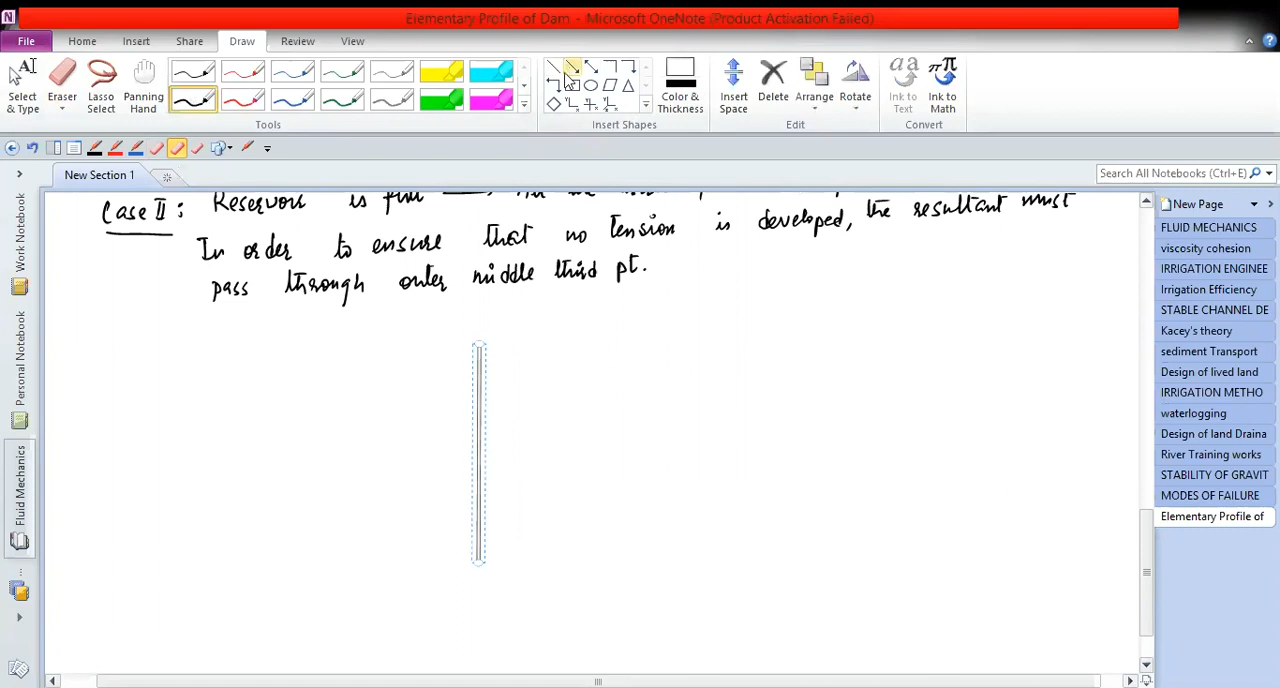 Elementary Profile of Dam - Microsoft OneNote (Product Activation Failed)
File Home Insert Share Draw Review View
Select & Type Eraser Lasso Select Panning Hand Color & Thickness Insert Space Delete Arrange Rotate Ink to Text Ink to Math
Tools Insert Shapes Edit Convert
New Section 1
Search All Notebooks (Ctrl+E)
Work Notebook
Personal Notebook
Fluid Mechanics
Case II : Reservoir is full
In order to ensure that no tension is developed, the resultant must
pass through outer middle third pt.
New Page
FLUID MECHANICS
viscosity cohesion
IRRIGATION ENGINEE
Irrigation Efficiency
STABLE CHANNEL DE
Kacey's theory
sediment Transport
Design of lived land
IRRIGATION METHO
waterlogging
Design of land Draina
River Training works
STABILITY OF GRAVIT
MODES OF FAILURE
Elementary Profile of